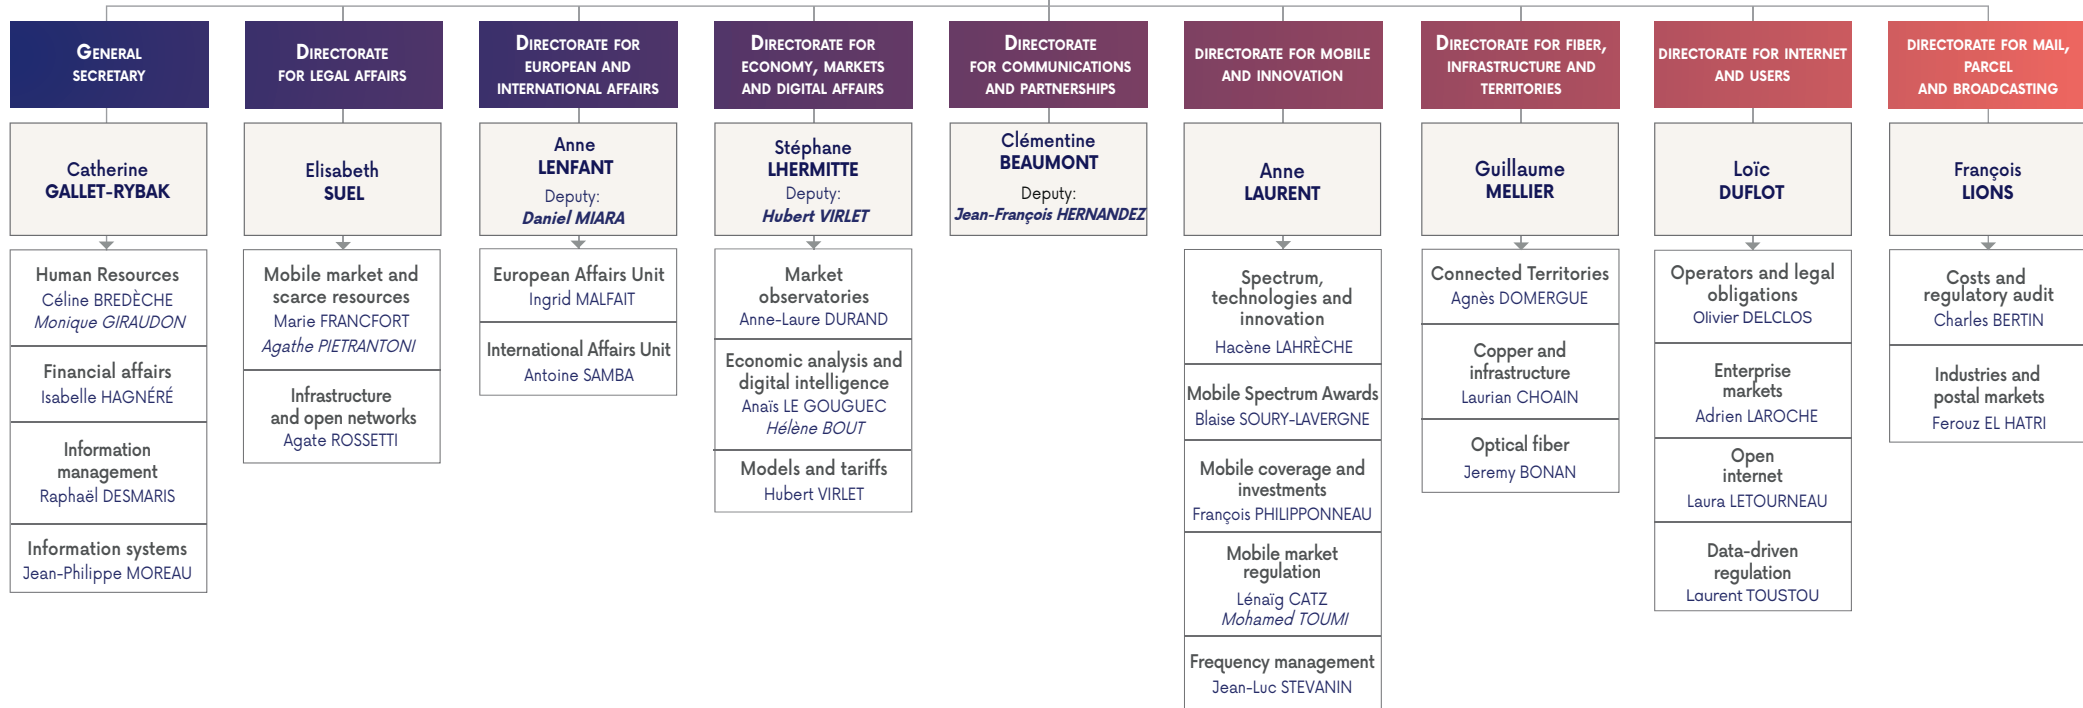 GENERAL
SECRETARY
Catherine
GALLET-RYBAK
Human Resources
Céline BREDÈCHE
Monique GIRAUDON
Financial affairs
Isabelle HAGNÉRÉ
Information
management
Raphaël DESMARIS
Information systems
Jean-Philippe MOREAU
DIRECTORATE
FOR LEGAL AFFAIRS
Elisabeth
SUEL
Mobile market and
scarce resources
Marie FRANCFORT
Agathe PIETRANTONI
Infrastructure
and open networks
Agate ROSSETTI
DIRECTORATE FOR
EUROPEAN AND
INTERNATIONAL AFFAIRS
Anne
LENFANT
Deputy:
Daniel MIARA
European Affairs Unit
Ingrid MALFAIT
International Affairs Unit
Antoine SAMBA
DIRECTORATE FOR
ECONOMY, MARKETS
AND DIGITAL AFFAIRS
Stéphane
LHERMITTE
Deputy:
Hubert VIRLET
Market
observatories
Anne-Laure DURAND
Economic analysis and
digital intelligence
Anaïs LE GOUGUEC
Hélène BOUT
Models and tariffs
Hubert VIRLET
DIRECTORATE
FOR COMMUNICATIONS
AND PARTNERSHIPS
Clémentine
BEAUMONT
Deputy:
Jean-François HERNANDEZ
DIRECTORATE FOR MOBILE
AND INNOVATION
Anne
LAURENT
Spectrum,
technologies and
innovation
Hacène LAHRÈCHE
Mobile Spectrum Awards
Blaise SOURY-LAVERGNE
Mobile coverage and
investments
François PHILIPPONNEAU
Mobile market
regulation
Lénaïg CATZ
Mohamed TOUMI
Frequency management
Jean-Luc STEVANIN
DIRECTORATE FOR FIBER,
INFRASTRUCTURE AND
TERRITORIES
Guillaume
MELLIER
Connected Territories
Agnès DOMERGUE
Copper and
infrastructure
Laurian CHOAIN
Optical fiber
Jeremy BONAN
DIRECTORATE FOR INTERNET
AND USERS
Loïc
DUFLOT
Operators and legal
obligations
Olivier DELCLOS
Enterprise
markets
Adrien LAROCHE
Open
internet
Laura LETOURNEAU
Data-driven
regulation
Laurent TOUSTOU
DIRECTORATE FOR MAIL,
PARCEL
AND BROADCASTING
François
LIONS
Costs and
regulatory audit
Charles BERTIN
Industries and
postal markets
Ferouz EL HATRI